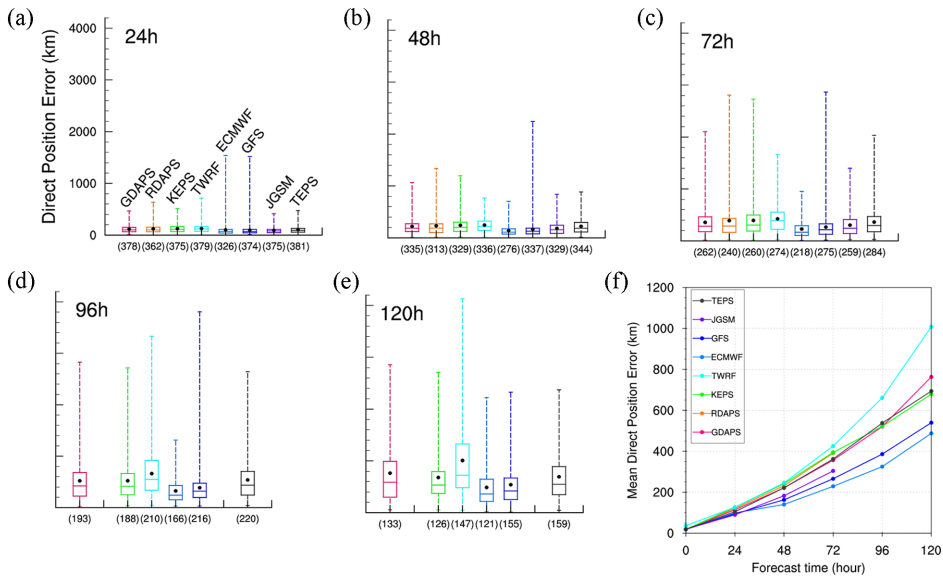 (a)
24h
Direct Position Error (km)
4000
3000
2000
1000
0
GDAPS
RDAPS
KEPS
TWRF
ECMWF
GFS
JGSM
TEPS
(378) (362) (375) (379) (326) (374) (375) (381)
(b)
48h
(335) (313) (329) (336) (276) (337) (329) (344)
(c)
72h
(262) (240) (260) (274) (218) (275) (259) (284)
(d)
96h
(193) (188) (210) (166) (216) (220)
(e)
120h
(133) (126) (147) (121) (155) (159)
(f)
Mean Direct Position Error (km)
1200
1000
800
600
400
200
0
TEPS
JGSM
GFS
ECMWF
TWRF
KEPS
RDAPS
GDAPS
0 24 48 72 96 120
Forecast time (hour)